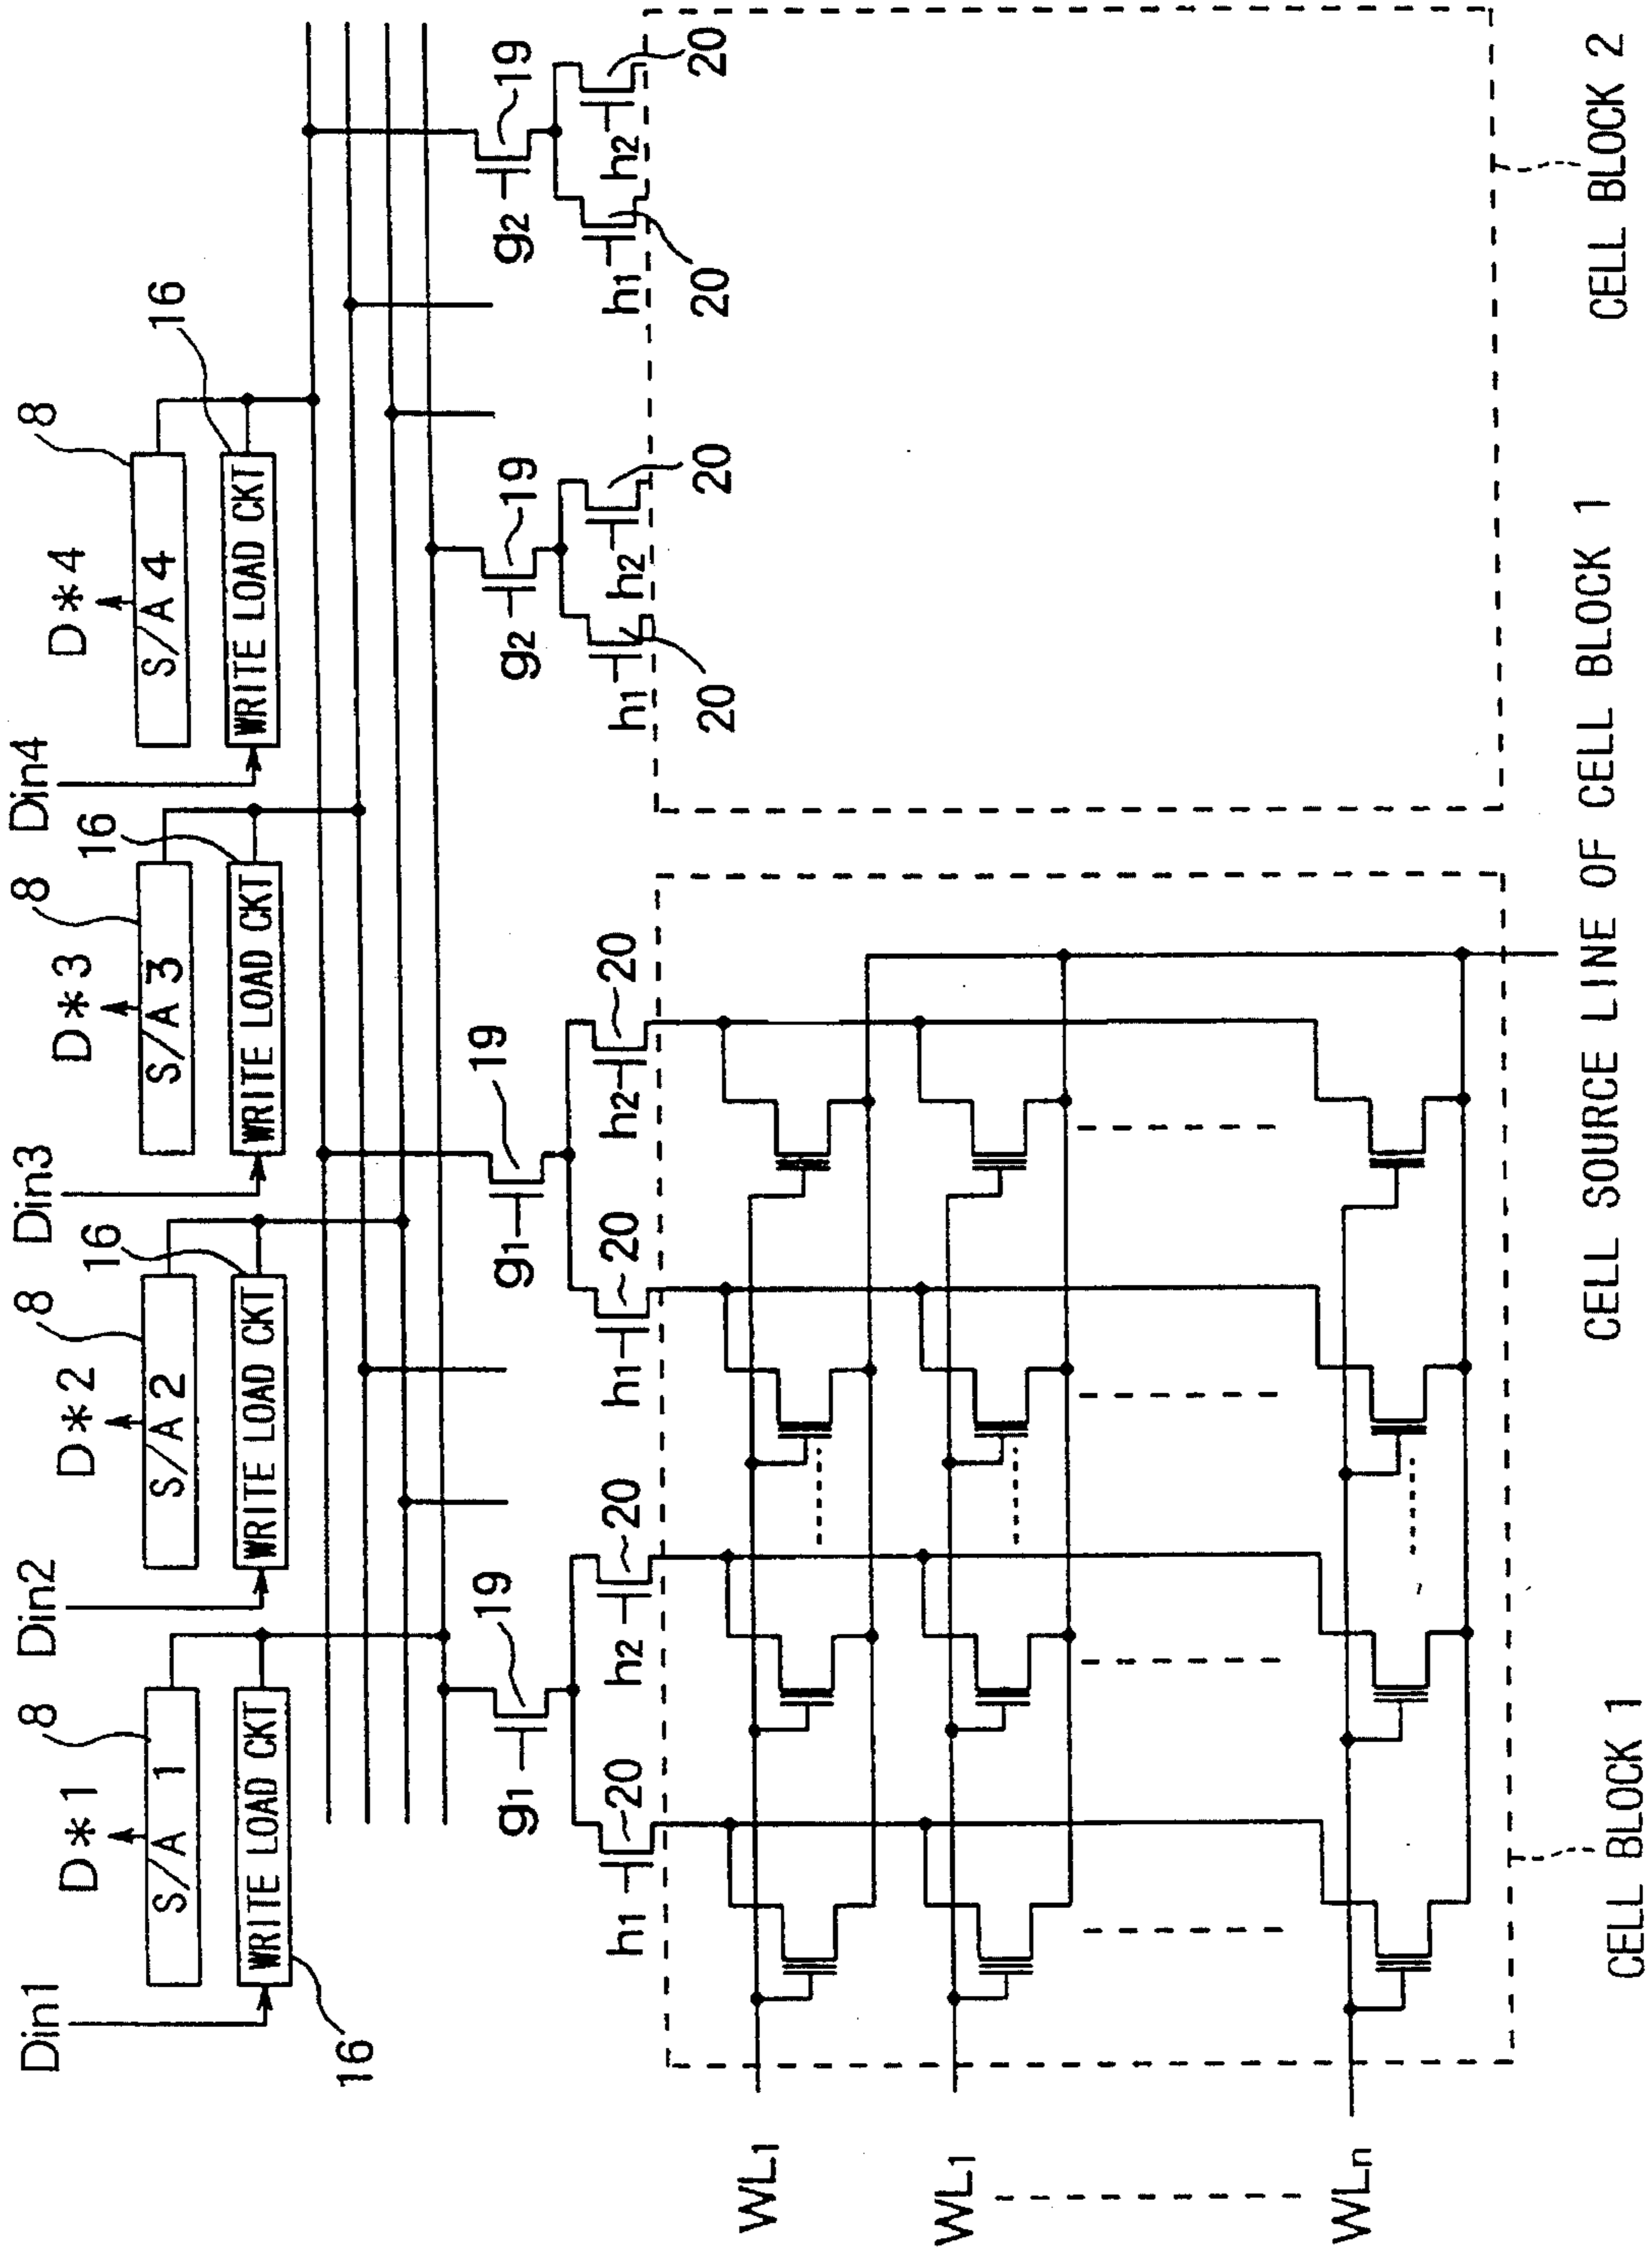 Din1
Din2
Din3
Din4
D*1
D*2
D*3
D*4
8
8
8
8
S/A 1
S/A 2
S/A 3
S/A 4
WRITE LOAD CKT
WRITE LOAD CKT
WRITE LOAD CKT
WRITE LOAD CKT
16
16
16
16
g1
19
g1
19
g2
19
g2
19
h1
20
h2
20
h1
20
h2
20
h1
20
h2
20
h1
20
h2
20
WL1
WL1
WLn
CELL BLOCK 1
CELL SOURCE LINE OF CELL BLOCK 1
CELL BLOCK 2